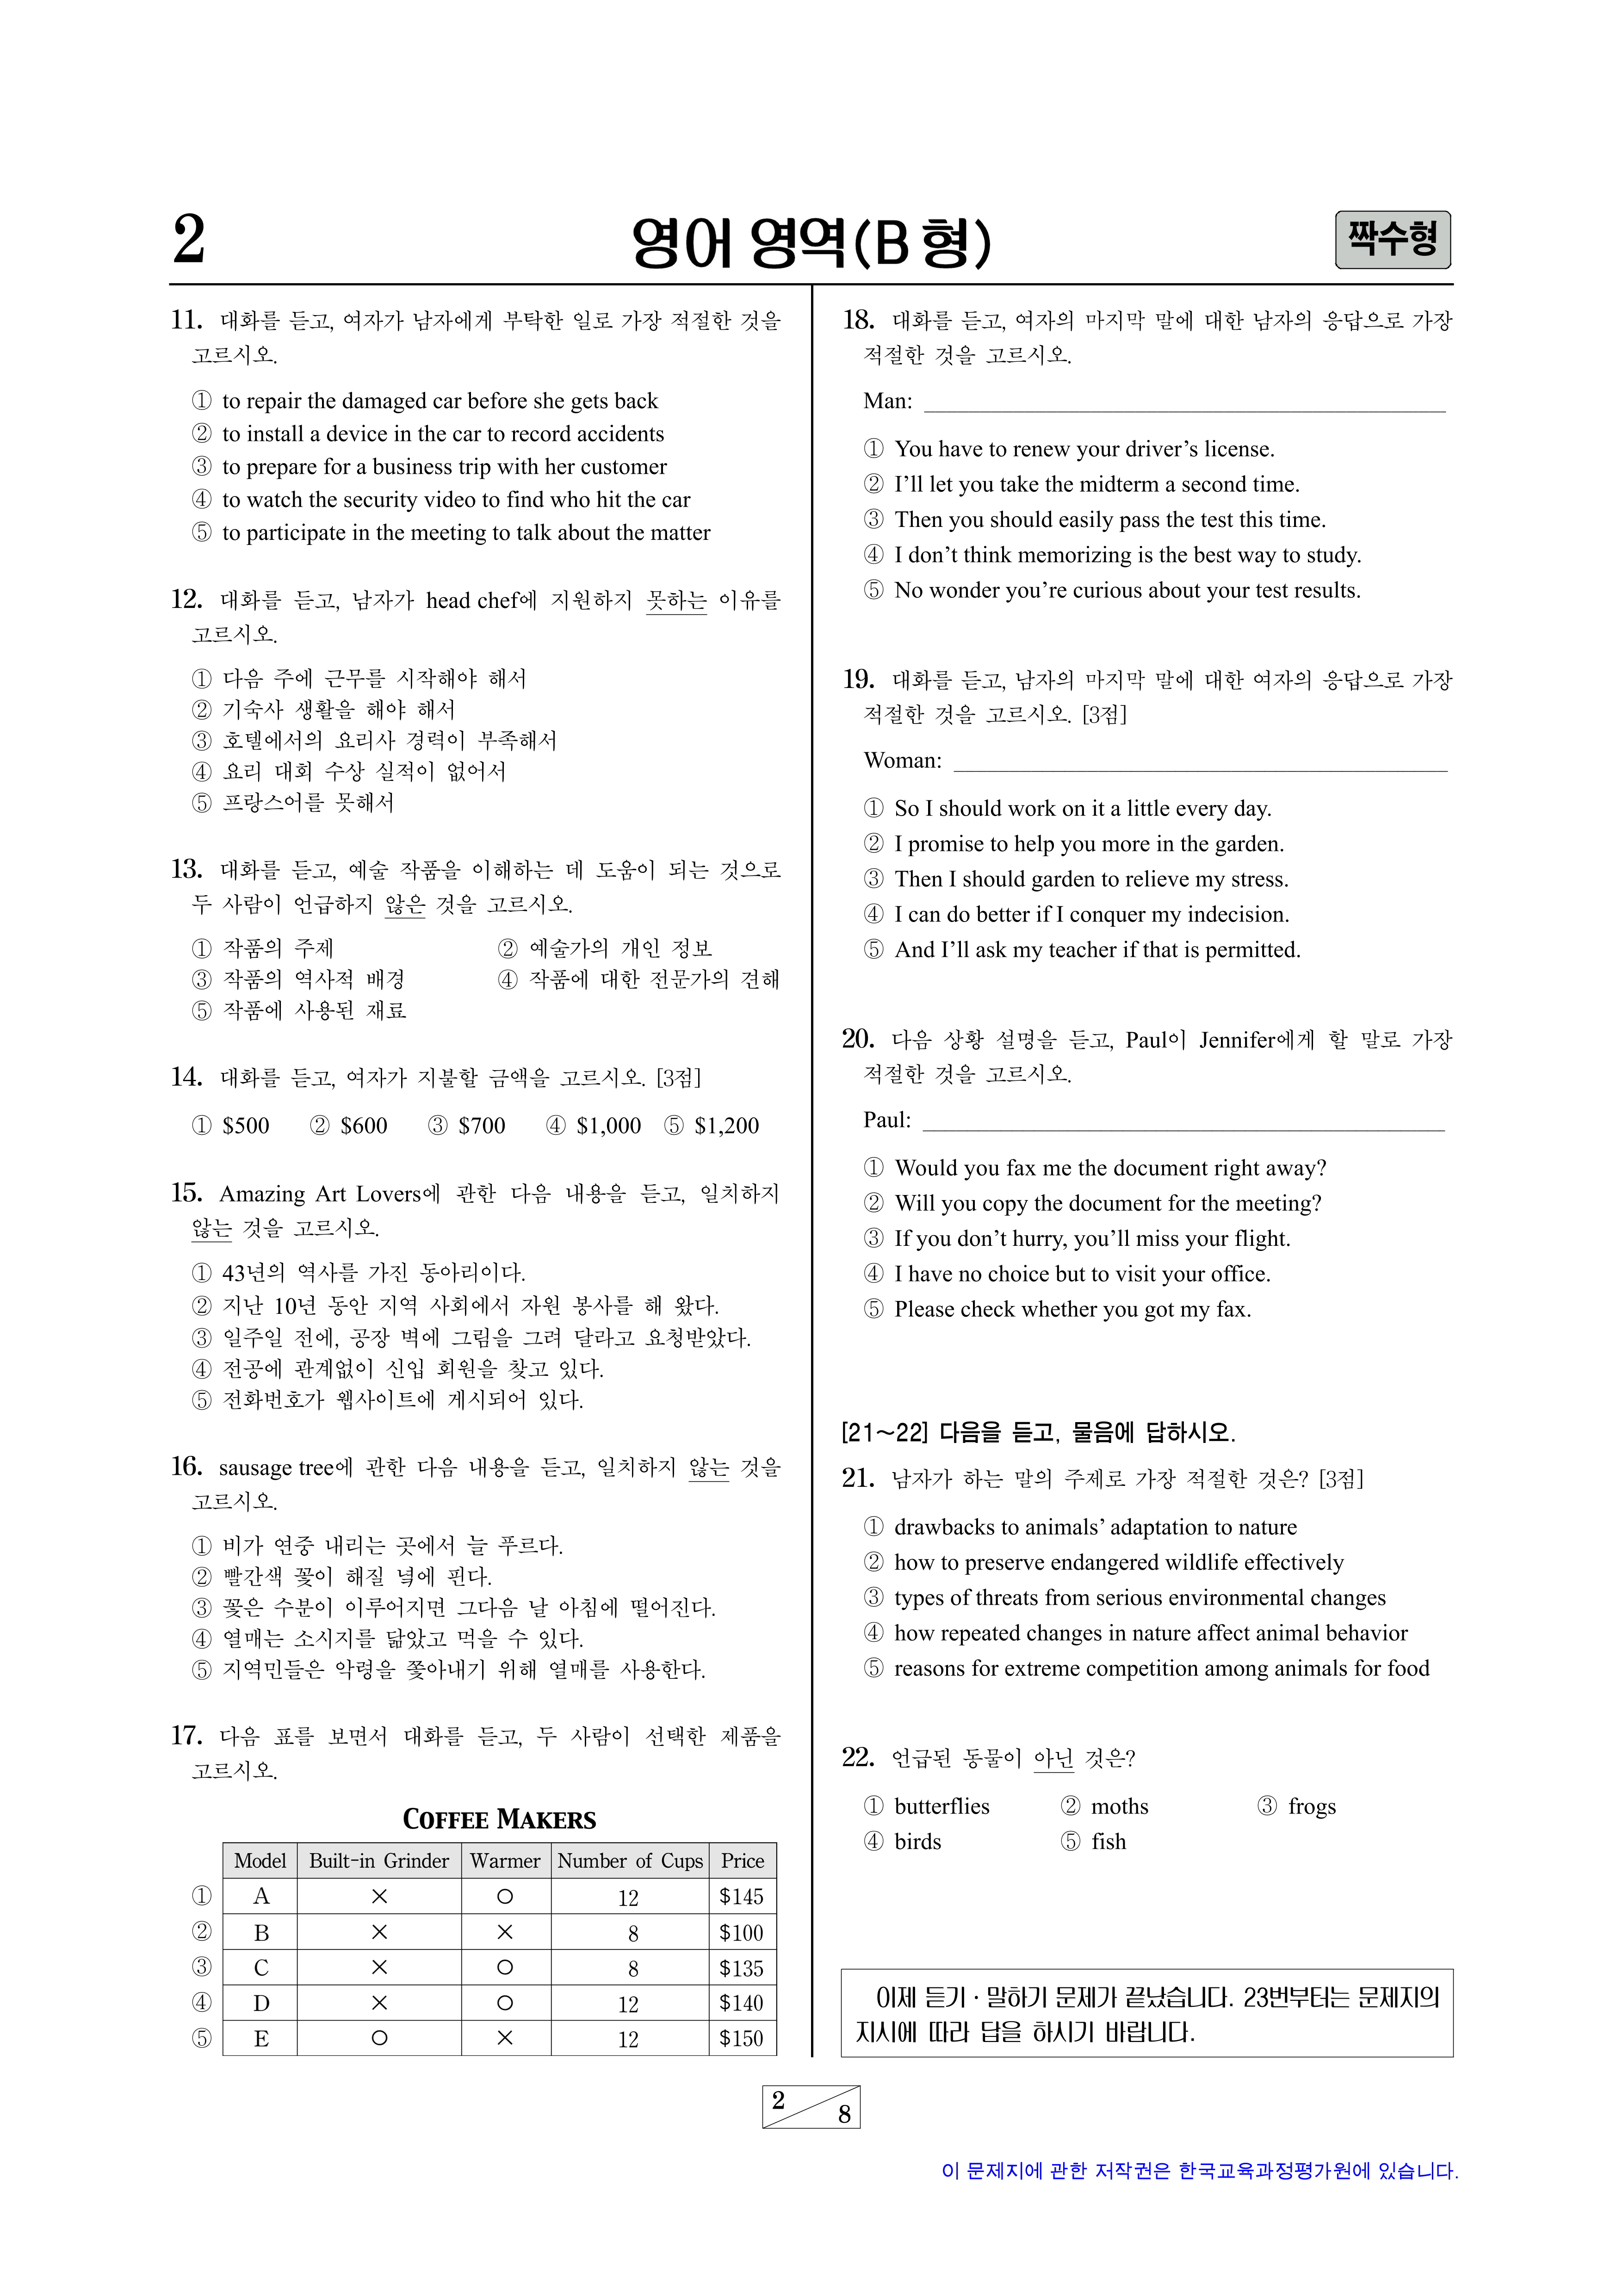 2
영어 영역(B 형)
짝수형
11. 대화를 듣고, 여자가 남자에게 부탁한 일로 가장 적절한 것을
고르시오.
① to repair the damaged car before she gets back
② to install a device in the car to record accidents
③ to prepare for a business trip with her customer
④ to watch the security video to find who hit the car
⑤ to participate in the meeting to talk about the matter
12. 대화를 듣고, 남자가 head chef에 지원하지 못하는 이유를
고르시오.
① 다음 주에 근무를 시작해야 해서
② 기숙사 생활을 해야 해서
③ 호텔에서의 요리사 경력이 부족해서
④ 요리 대회 수상 실적이 없어서
⑤ 프랑스어를 못해서
13. 대화를 듣고, 예술 작품을 이해하는 데 도움이 되는 것으로
두 사람이 언급하지 않은 것을 고르시오.
① 작품의 주제 ② 예술가의 개인 정보
③ 작품의 역사적 배경 ④ 작품에 대한 전문가의 견해
⑤ 작품에 사용된 재료
14. 대화를 듣고, 여자가 지불할 금액을 고르시오. [3점]
① $500 ② $600 ③ $700 ④ $1,000 ⑤ $1,200
15. Amazing Art Lovers에 관한 다음 내용을 듣고, 일치하지
않는 것을 고르시오.
① 43년의 역사를 가진 동아리이다.
② 지난 10년 동안 지역 사회에서 자원 봉사를 해 왔다.
③ 일주일 전에, 공장 벽에 그림을 그려 달라고 요청받았다.
④ 전공에 관계없이 신입 회원을 찾고 있다.
⑤ 전화번호가 웹사이트에 게시되어 있다.
16. sausage tree에 관한 다음 내용을 듣고, 일치하지 않는 것을
고르시오.
① 비가 연중 내리는 곳에서 늘 푸르다.
② 빨간색 꽃이 해질 녘에 핀다.
③ 꽃은 수분이 이루어지면 그다음 날 아침에 떨어진다.
④ 열매는 소시지를 닮았고 먹을 수 있다.
⑤ 지역민들은 악령을 쫓아내기 위해 열매를 사용한다.
17. 다음 표를 보면서 대화를 듣고, 두 사람이 선택한 제품을
고르시오.
COFFEE MAKERS
Model Built-in Grinder Warmer Number of Cups Price
① A × ○ 12 $145
② B × × 8 $100
③ C × ○ 8 $135
④ D × ○ 12 $140
⑤ E ○ × 12 $150
18. 대화를 듣고, 여자의 마지막 말에 대한 남자의 응답으로 가장
적절한 것을 고르시오.
Man:
① You have to renew your driver's license.
② I'll let you take the midterm a second time.
③ Then you should easily pass the test this time.
④ I don't think memorizing is the best way to study.
⑤ No wonder you're curious about your test results.
19. 대화를 듣고, 남자의 마지막 말에 대한 여자의 응답으로 가장
적절한 것을 고르시오. [3점]
Woman:
① So I should work on it a little every day.
② I promise to help you more in the garden.
③ Then I should garden to relieve my stress.
④ I can do better if I conquer my indecision.
⑤ And I'll ask my teacher if that is permitted.
20. 다음 상황 설명을 듣고, Paul이 Jennifer에게 할 말로 가장
적절한 것을 고르시오.
Paul:
① Would you fax me the document right away?
② Will you copy the document for the meeting?
③ If you don't hurry, you'll miss your flight.
④ I have no choice but to visit your office.
⑤ Please check whether you got my fax.
[21~22] 다음을 듣고, 물음에 답하시오.
21. 남자가 하는 말의 주제로 가장 적절한 것은? [3점]
① drawbacks to animals' adaptation to nature
② how to preserve endangered wildlife effectively
③ types of threats from serious environmental changes
④ how repeated changes in nature affect animal behavior
⑤ reasons for extreme competition among animals for food
22. 언급된 동물이 아닌 것은?
① butterflies ② moths ③ frogs
④ birds ⑤ fish
이제 듣기·말하기 문제가 끝났습니다. 23번부터는 문제지의
지시에 따라 답을 하시기 바랍니다.
2
8
이 문제지에 관한 저작권은 한국교육과정평가원에 있습니다.